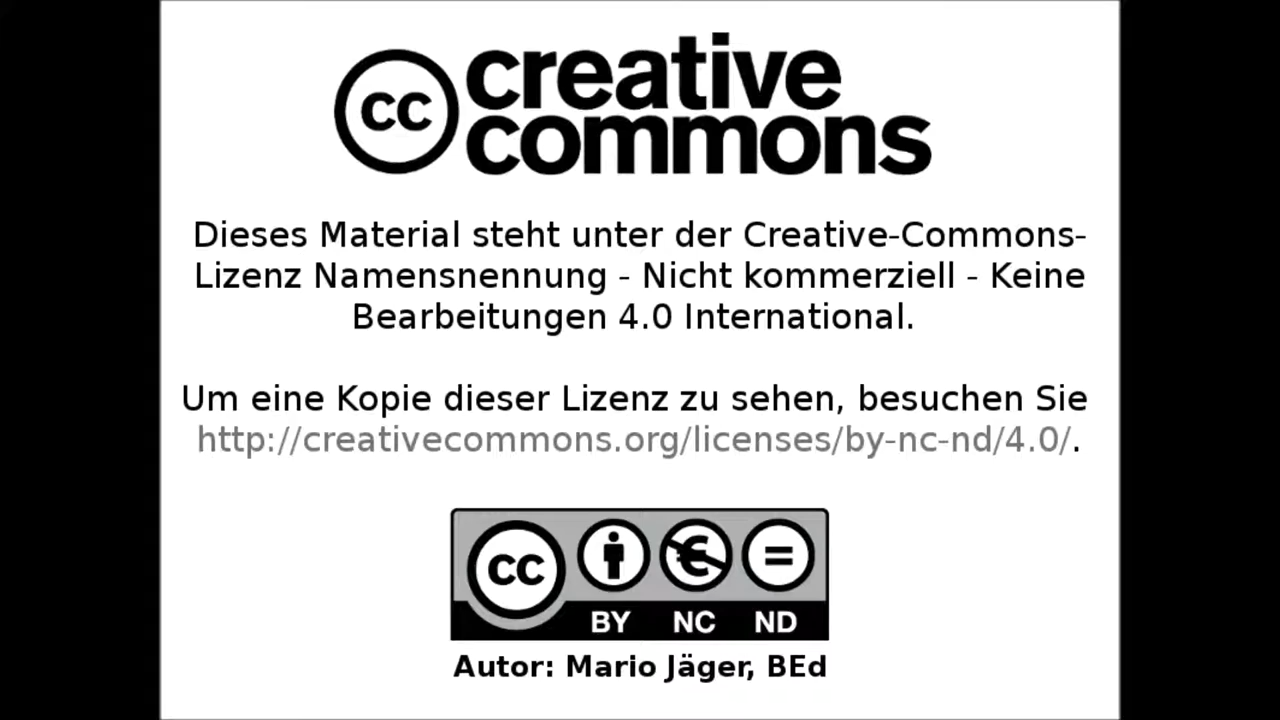 cc creative
commons
Dieses Material steht unter der Creative-Commons-
Lizenz Namensnennung - Nicht kommerziell - Keine
Bearbeitungen 4.0 International.
Um eine Kopie dieser Lizenz zu sehen, besuchen Sie
http://creativecommons.org/licenses/by-nc-nd/4.0/.
cc € =
BY NC ND
Autor: Mario Jäger, BEd